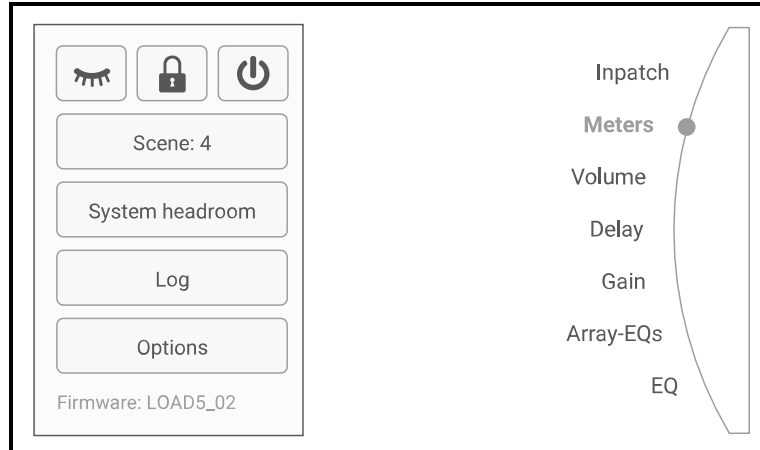 Scene: 4
System headroom
Log
Options
Firmware: LOAD5_02
Inpatch
Meters
Volume
Delay
Gain
Array-EQs
EQ